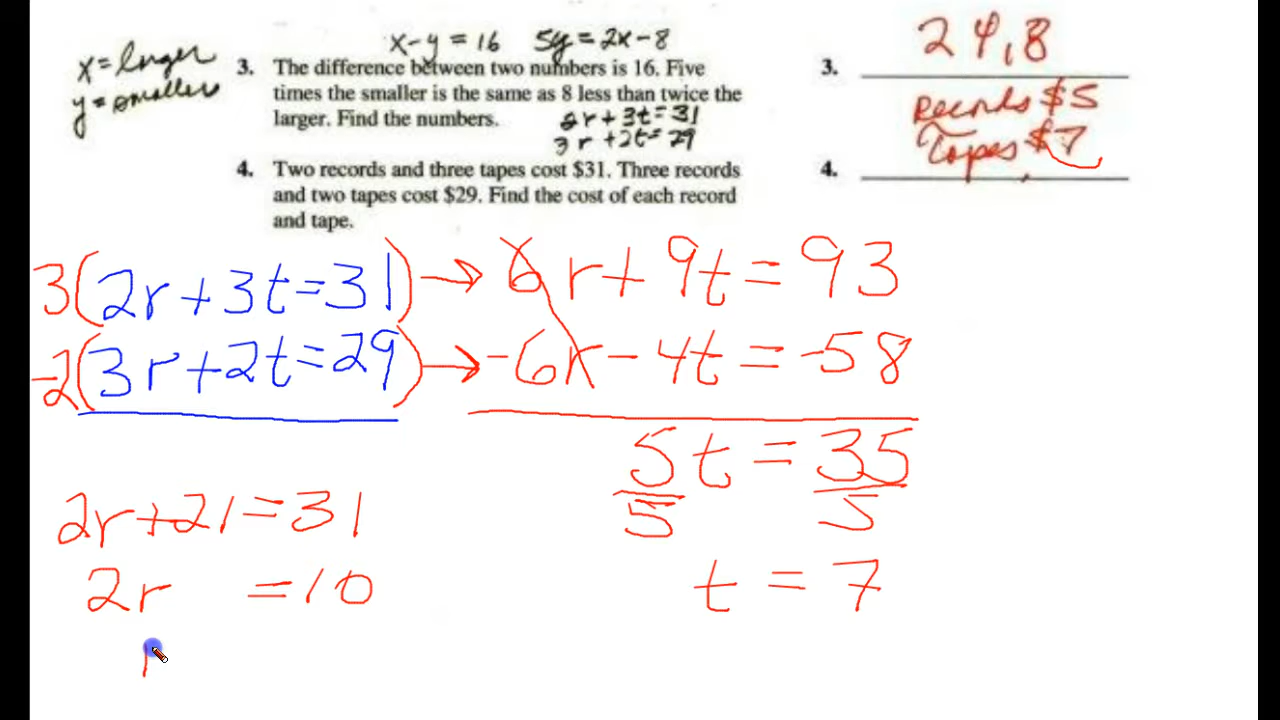 x = larger
y = smaller
x - y = 16 5y = 2x - 8
3. The difference between two numbers is 16. Five
times the smaller is the same as 8 less than twice the
larger. Find the numbers.
2r + 3t = 31
3r + 2t = 29
4. Two records and three tapes cost $31. Three records
and two tapes cost $29. Find the cost of each record
and tape.
3. 24, 8
Records $5
4. Tapes $7
3(2r + 3t = 31) → 6r + 9t = 93
-2(3r + 2t = 29) → -6r - 4t = -58
5t = 35
5 5
t = 7
2r + 21 = 31
2r = 10
r